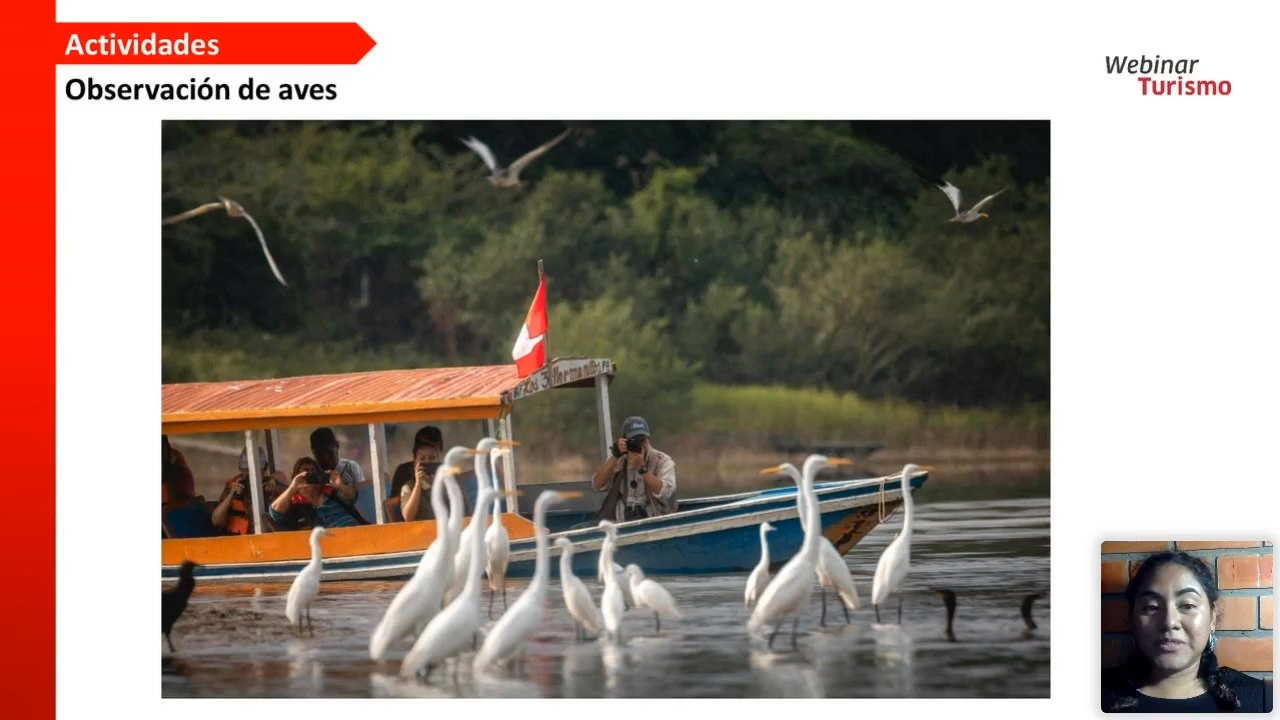 Actividades
Observación de aves
Webinar
Turismo